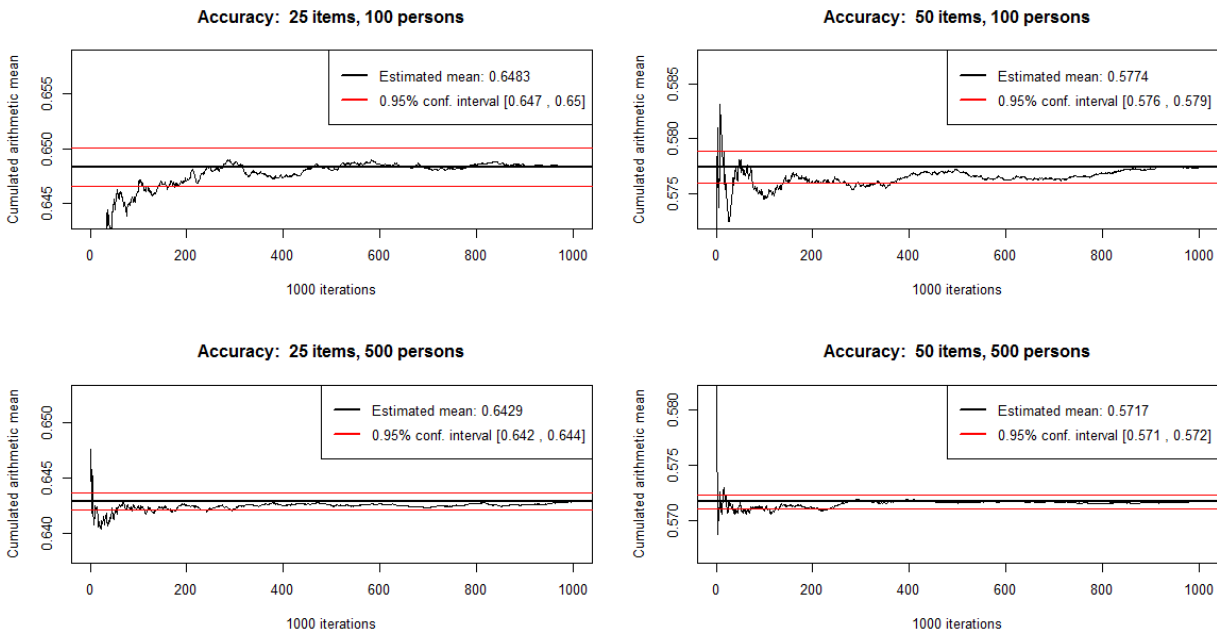 Accuracy:  25 items, 100 persons
Cumulated arithmetic mean
0.655
0.650
0.645
Estimated mean: 0.6483
0.95% conf. interval [0.647 , 0.65]
0 200 400 600 800 1000
1000 iterations
Accuracy:  50 items, 100 persons
Cumulated arithmetic mean
0.585
0.580
0.575
Estimated mean: 0.5774
0.95% conf. interval [0.576 , 0.579]
0 200 400 600 800 1000
1000 iterations
Accuracy:  25 items, 500 persons
Cumulated arithmetic mean
0.650
0.645
0.640
Estimated mean: 0.6429
0.95% conf. interval [0.642 , 0.644]
0 200 400 600 800 1000
1000 iterations
Accuracy:  50 items, 500 persons
Cumulated arithmetic mean
0.580
0.575
0.570
Estimated mean: 0.5717
0.95% conf. interval [0.571 , 0.572]
0 200 400 600 800 1000
1000 iterations